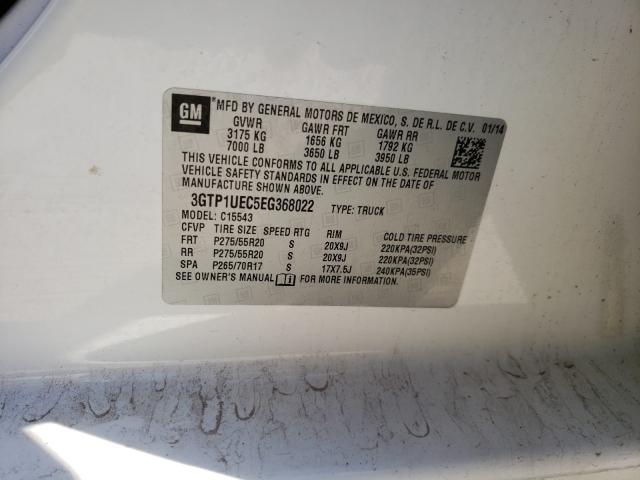 GM
*MFD BY GENERAL MOTORS DE MEXICO, S. DE R.L. DE C.V. 01/14
GVWR GAWR FRT GAWR RR
3175 KG 1656 KG 1792 KG
7000 LB 3650 LB 3950 LB
THIS VEHICLE CONFORMS TO ALL APPLICABLE U.S. FEDERAL MOTOR
VEHICLE SAFETY STANDARDS IN EFFECT ON THE DATE OF
MANUFACTURE SHOWN ABOVE.
3GTP1UEC5EG368022 TYPE: TRUCK
MODEL: C15543
CFVP TIRE SIZE SPEED RTG RIM COLD TIRE PRESSURE
FRT P275/55R20 S 20X9J 220KPA(32PSI)
RR P275/55R20 S 20X9J 220KPA(32PSI)
SPA P265/70R17 S 17X7.5J 240KPA(35PSI)
SEE OWNER'S MANUAL FOR MORE INFORMATION.